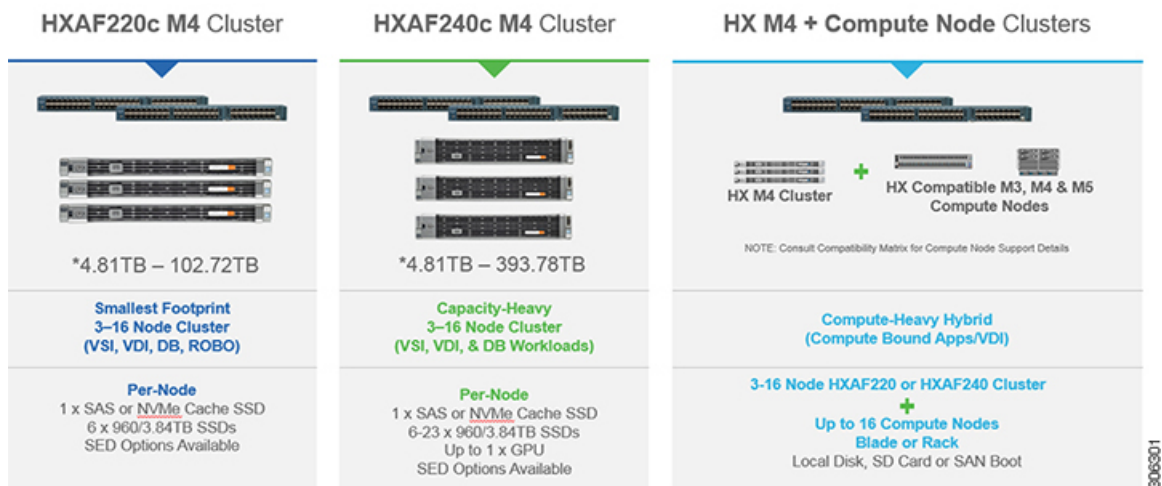 HXAF220c M4 Cluster
*4.81TB – 102.72TB
Smallest Footprint
3–16 Node Cluster
(VSI, VDI, DB, ROBO)
Per-Node
1 x SAS or NVMe Cache SSD
6 x 960/3.84TB SSDs
SED Options Available
HXAF240c M4 Cluster
*4.81TB – 393.78TB
Capacity-Heavy
3–16 Node Cluster
(VSI, VDI, & DB Workloads)
Per-Node
1 x SAS or NVMe Cache SSD
6-23 x 960/3.84TB SSDs
Up to 1 x GPU
SED Options Available
HX M4 + Compute Node Clusters
HX M4 Cluster
+
HX Compatible M3, M4 & M5
Compute Nodes
NOTE: Consult Compatibility Matrix for Compute Node Support Details
Compute-Heavy Hybrid
(Compute Bound Apps/VDI)
3-16 Node HXAF220 or HXAF240 Cluster
+
Up to 16 Compute Nodes
Blade or Rack
Local Disk, SD Card or SAN Boot
306301